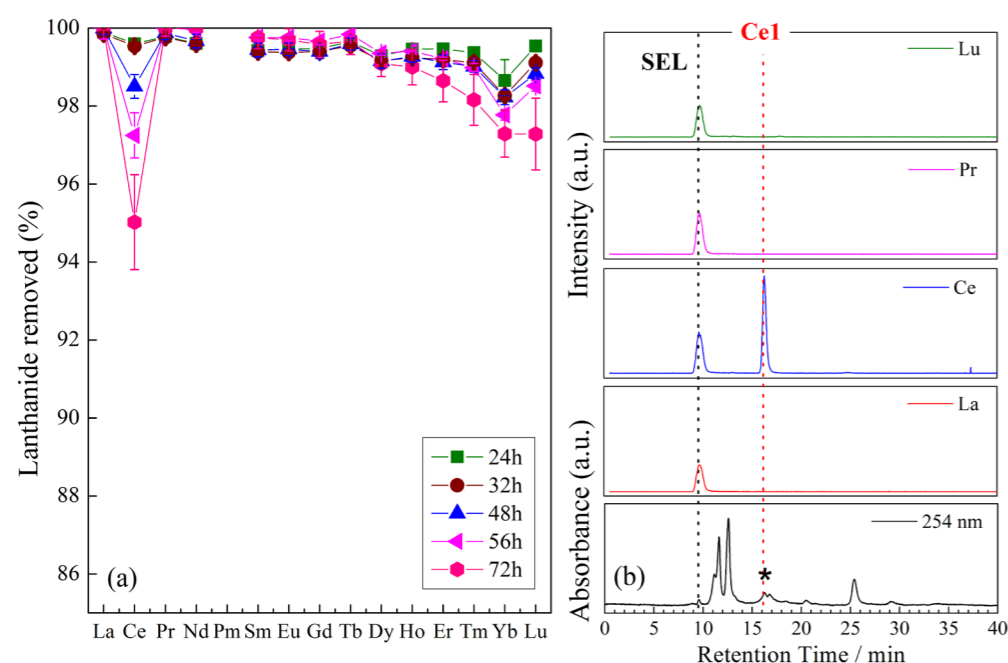 Lanthanide removed (%)
100
98
96
94
92
90
88
86
(a)
24h
32h
48h
56h
72h
La Ce Pr Nd Pm Sm Eu Gd Tb Dy Ho Er Tm Yb Lu
Ce1
SEL
Lu
Pr
Ce
La
254 nm
Intensity (a.u.)
Absorbance (a.u.)
(b)
*
0 5 10 15 20 25 30 35 40
Retention Time / min